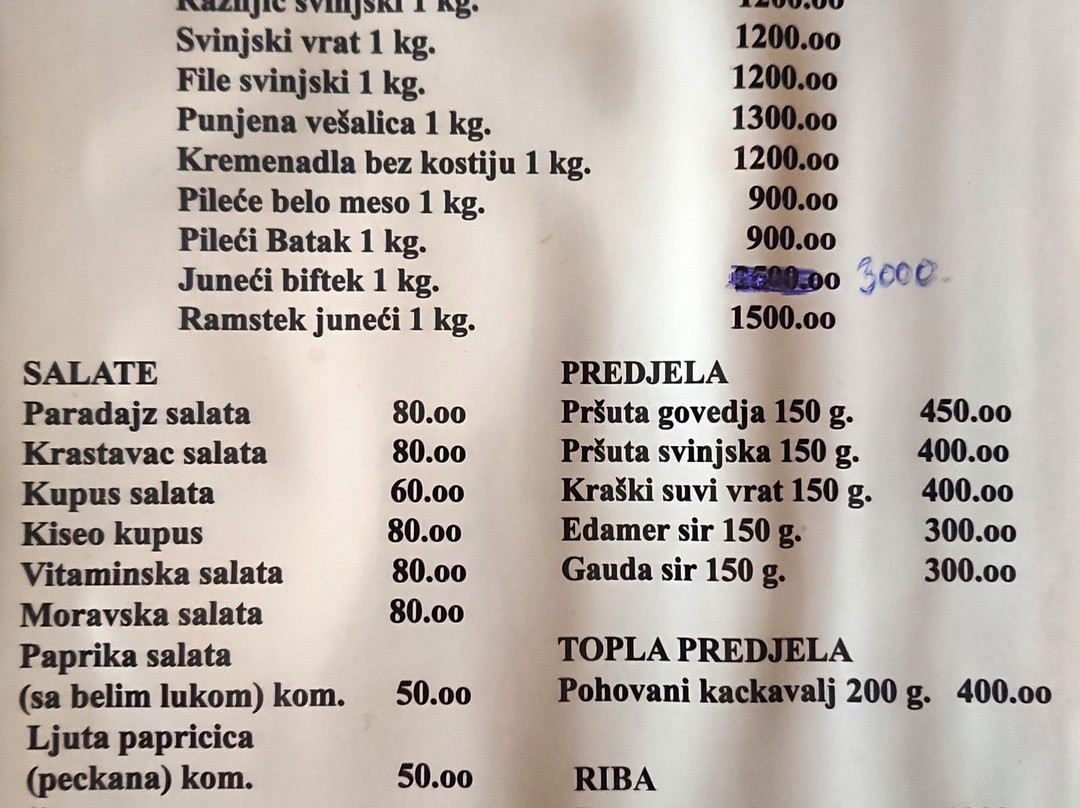 Ražnjić svinjski 1 kg. 1200.oo
Svinjski vrat 1 kg. 1200.oo
File svinjski 1 kg. 1200.oo
Punjena vešalica 1 kg. 1300.oo
Kremenadla bez kostiju 1 kg. 1200.oo
Pileće belo meso 1 kg. 900.oo
Pileći Batak 1 kg. 900.oo
Juneći biftek 1 kg. .oo 3000-
Ramstek juneći 1 kg. 1500.oo
SALATE
Paradajz salata 80.oo
Krastavac salata 80.oo
Kupus salata 60.oo
Kiseo kupus 80.oo
Vitaminska salata 80.oo
Moravska salata 80.oo
Paprika salata
(sa belim lukom) kom. 50.oo
Ljuta papricica
(peckana) kom. 50.oo
PREDJELA
Pršuta govedja 150 g. 450.oo
Pršuta svinjska 150 g. 400.oo
Kraški suvi vrat 150 g. 400.oo
Edamer sir 150 g. 300.oo
Gauda sir 150 g. 300.oo
TOPLA PREDJELA
Pohovani kackavalj 200 g. 400.oo
RIBA